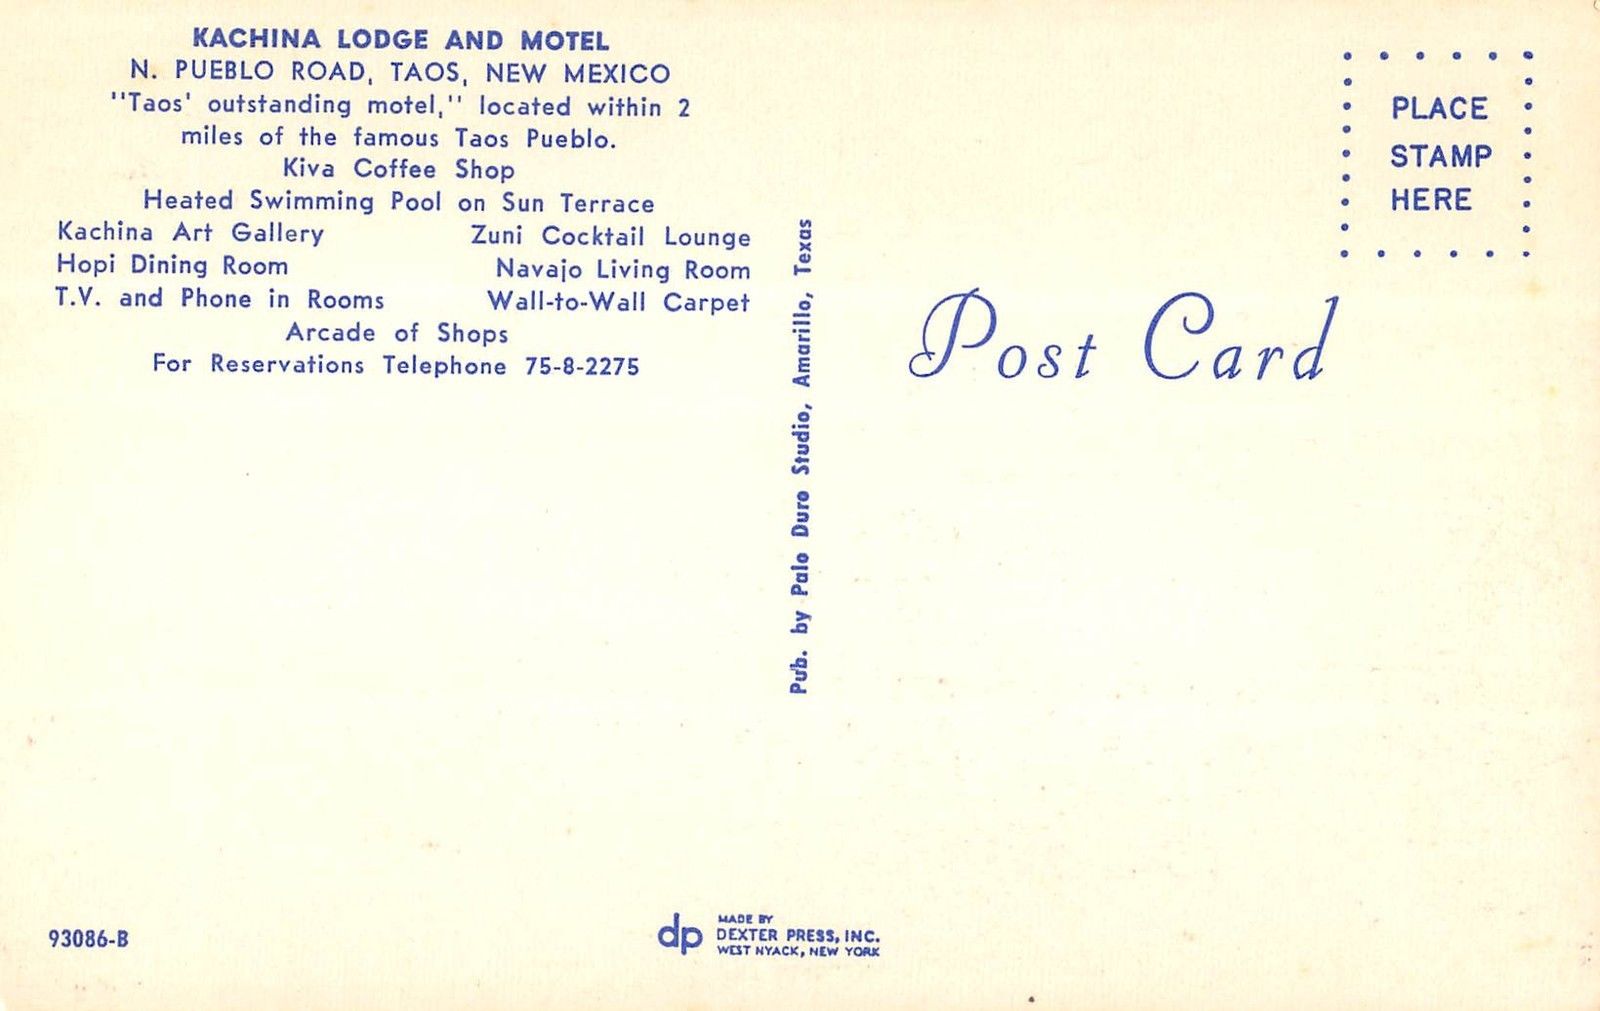 KACHINA LODGE AND MOTEL
N. PUEBLO ROAD, TAOS, NEW MEXICO
"Taos' outstanding motel," located within 2
miles of the famous Taos Pueblo.
Kiva Coffee Shop
Heated Swimming Pool on Sun Terrace
Kachina Art Gallery Zuni Cocktail Lounge
Hopi Dining Room Navajo Living Room
T.V. and Phone in Rooms Wall-to-Wall Carpet
Arcade of Shops
For Reservations Telephone 75-8-2275
Pub. by Palo Duro Studio, Amarillo, Texas
PLACE
STAMP
HERE
Post Card
93086-B
dp
MADE BY
DEXTER PRESS, INC.
WEST NYACK, NEW YORK